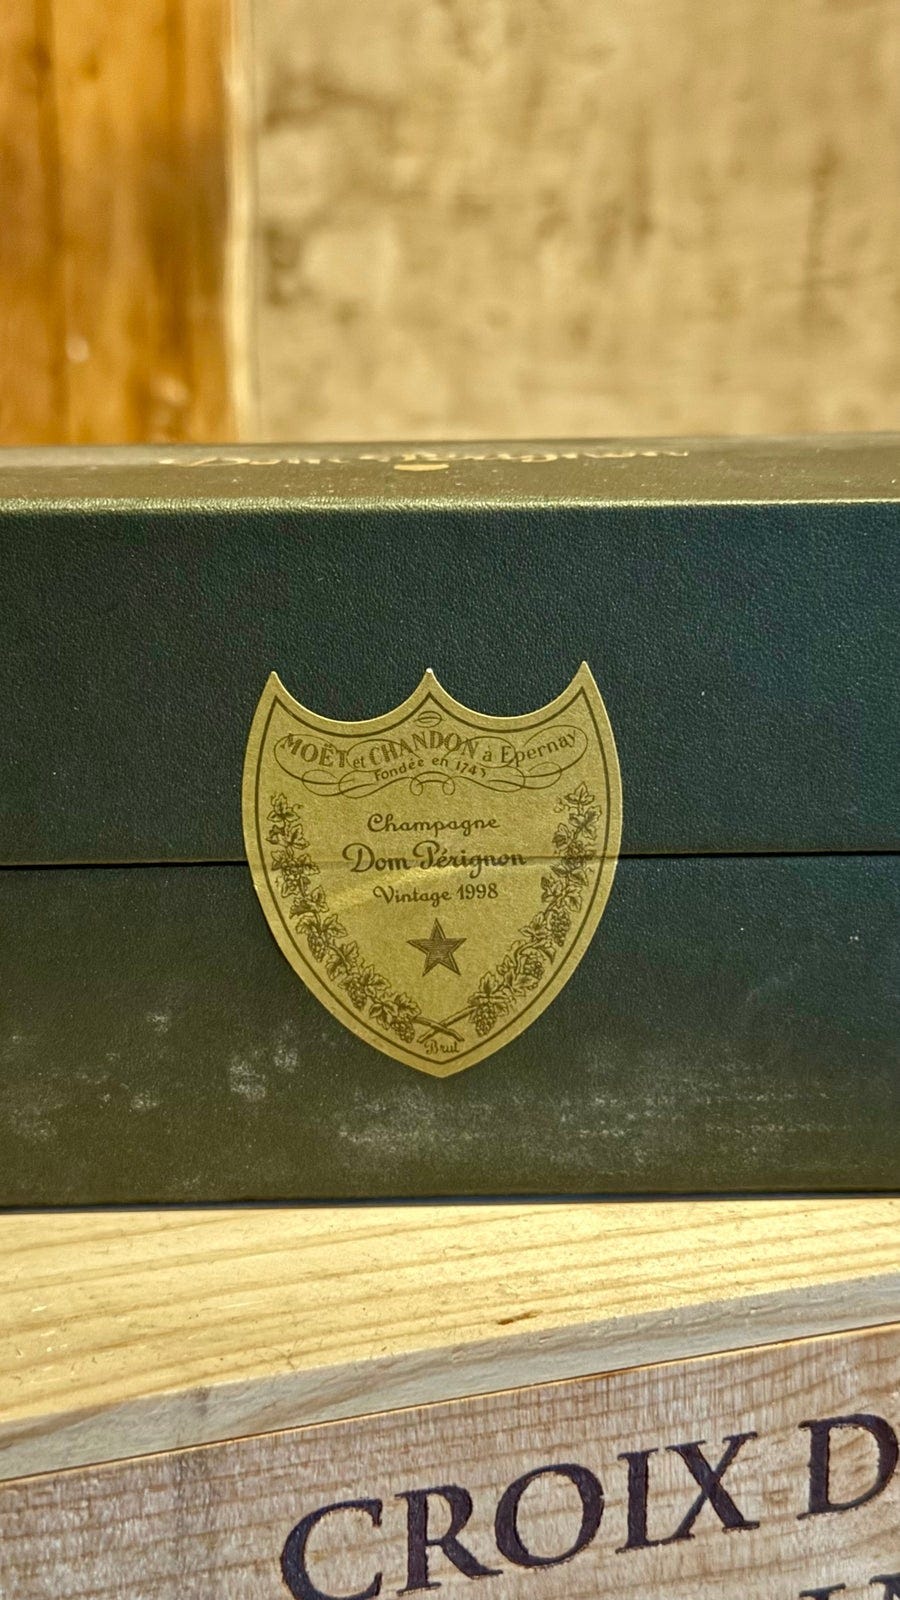 MOËT et CHANDON à Epernay
Fondée en 1743
Champagne
Dom Pérignon
Vintage 1998
Brut
CROIX D